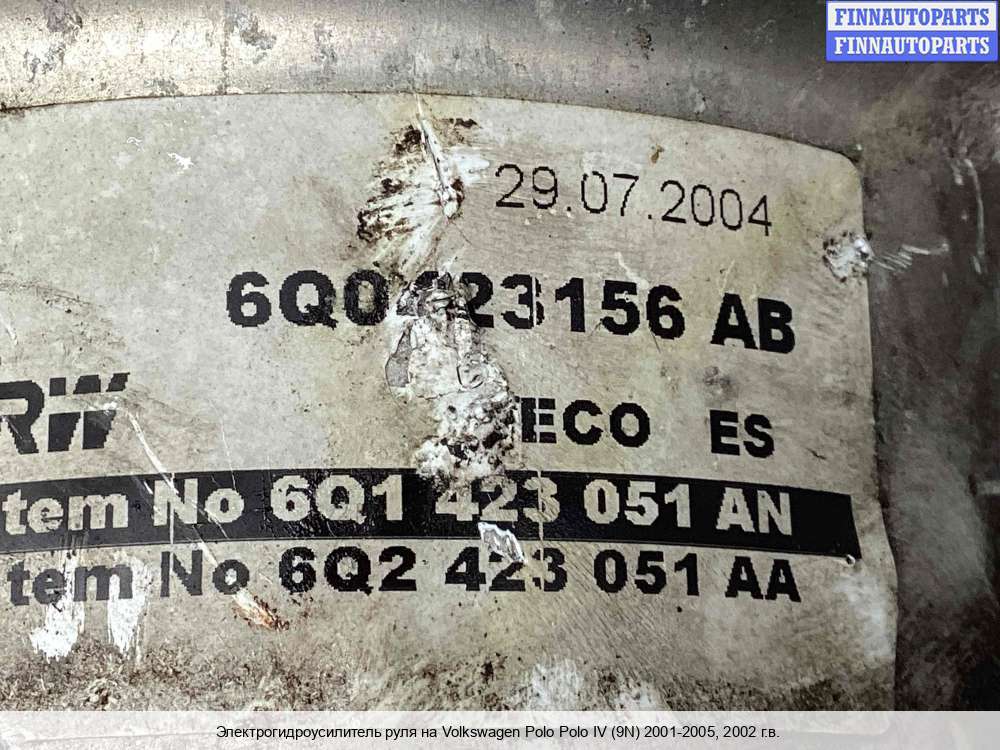 FINNAUTOPARTS
FINNAUTOPARTS
29.07.2004
6Q0423156 AB
RW
ECO ES
tem No 6Q1 423 051 AN
tem No 6Q2 423 051 AA
Электрогидроусилитель руля на Volkswagen Polo Polo IV (9N) 2001-2005, 2002 г.в.